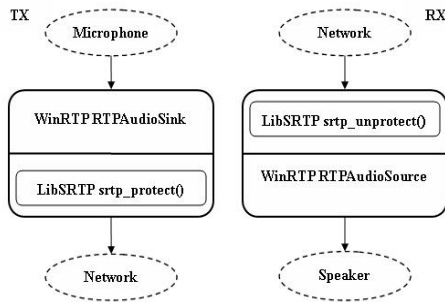 TX
Microphone
WinRTP RTPAudioSink
LibSRTP srtp_protect()
Network
RX
Network
LibSRTP srtp_unprotect()
WinRTP RTPAudioSource
Speaker